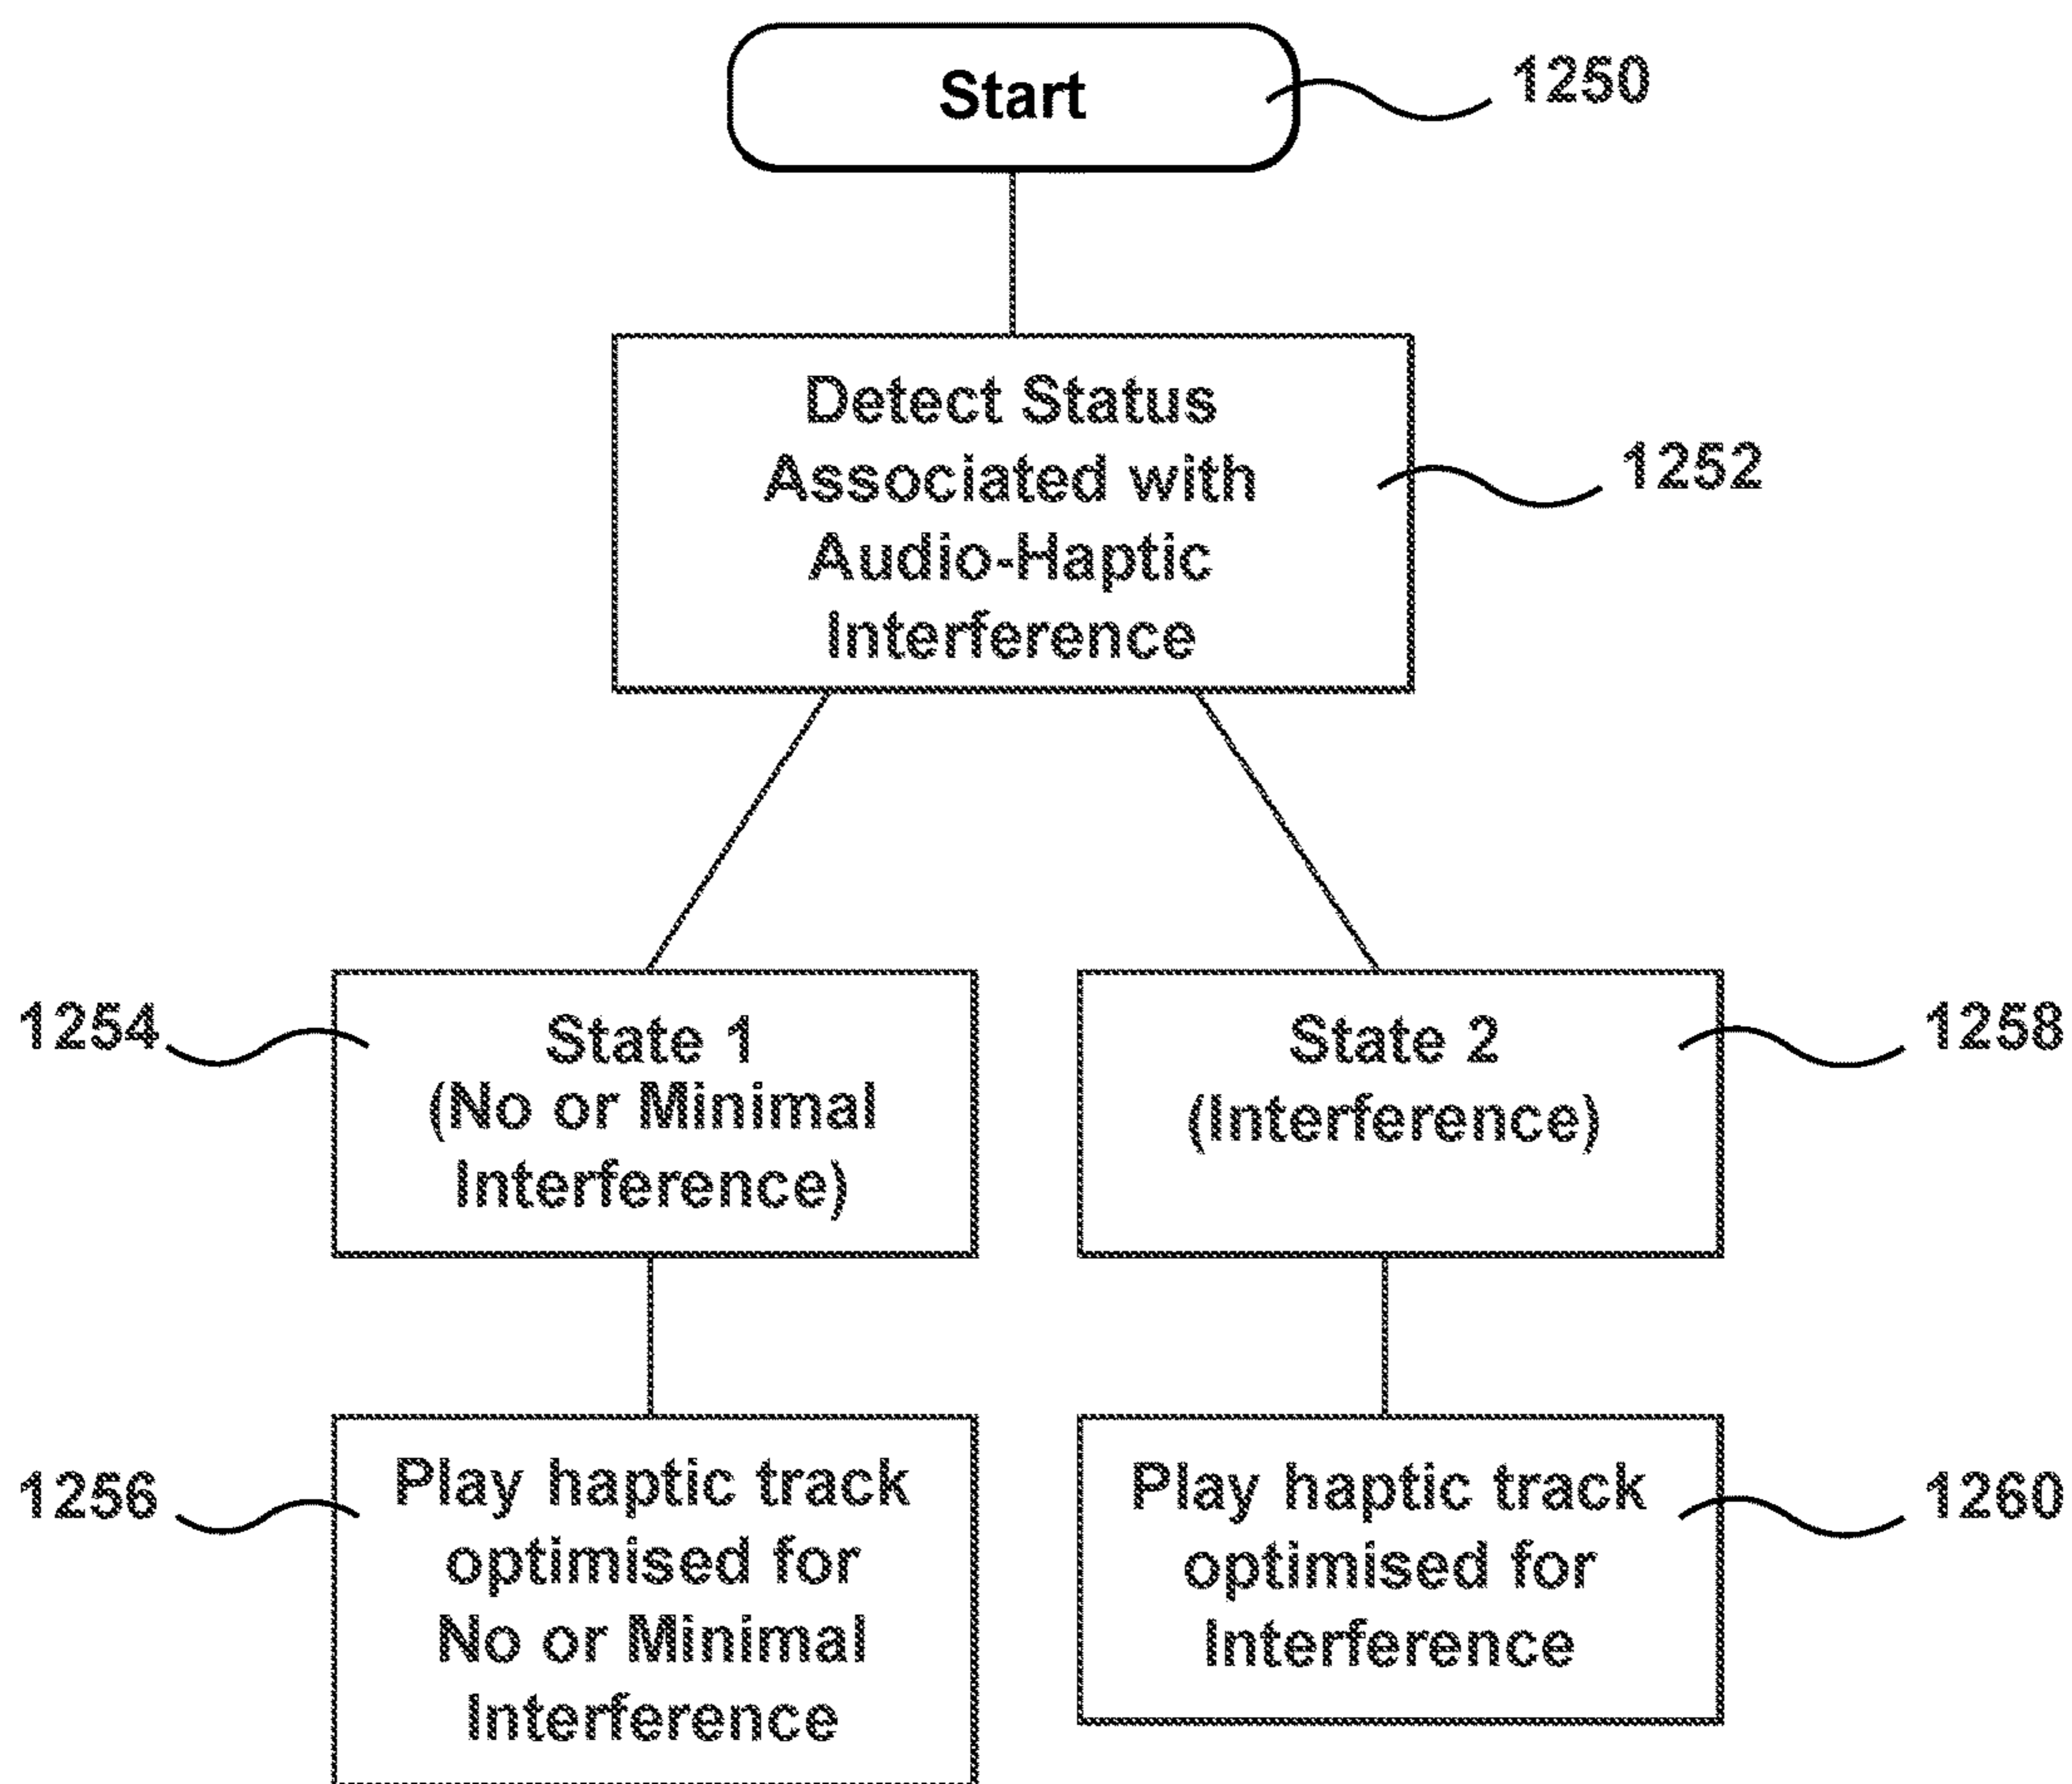 Start
1250
Detect Status
Associated with
Audio-Haptic
Interference
1252
1254
State 1
(No or Minimal
Interference)
State 2
(Interference)
1258
1256
Play haptic track
optimised for
No or Minimal
Interference
Play haptic track
optimised for
Interference
1260